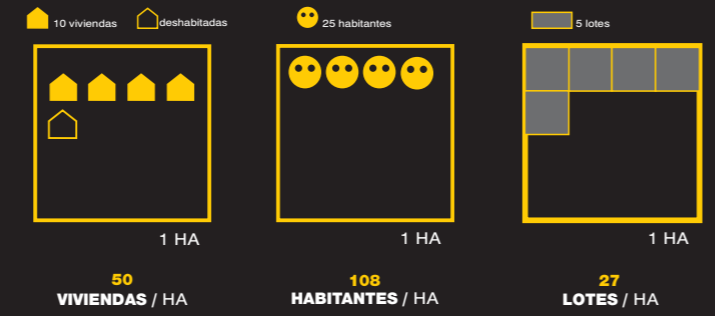 10 viviendas
deshabitadas
25 habitantes
5 lotes
1 HA
1 HA
1 HA
50
VIVIENDAS / HA
108
HABITANTES / HA
27
LOTES / HA